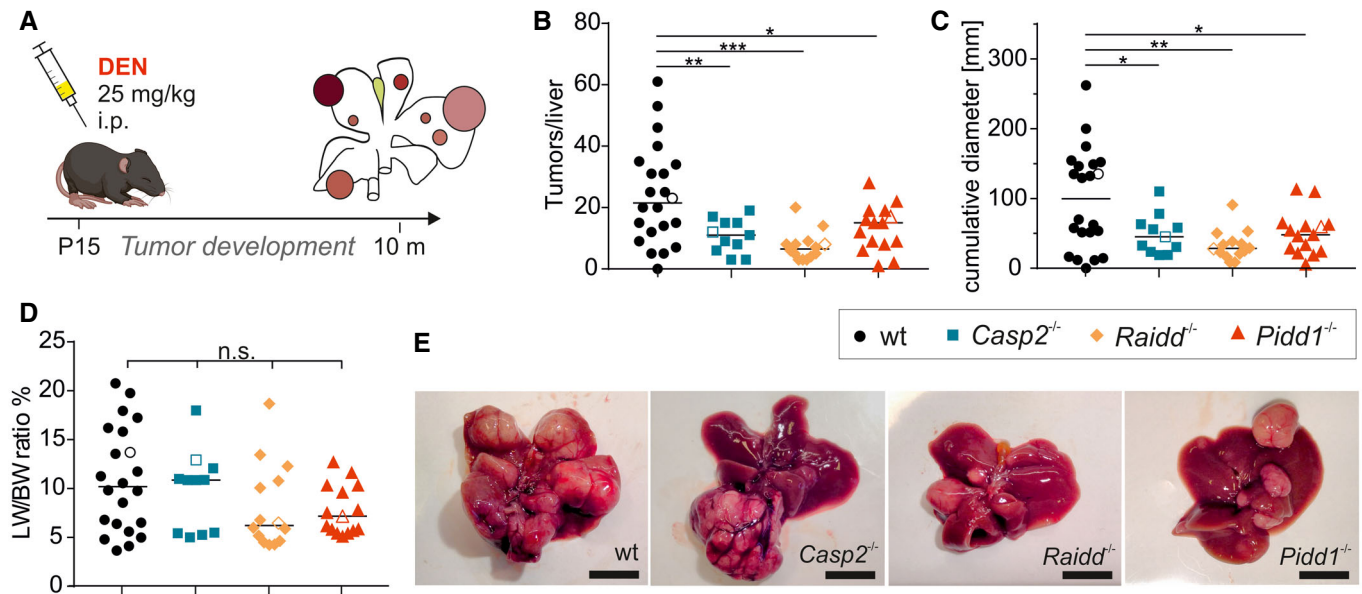 A
DEN
25 mg/kg
i.p.
P15 Tumor development 10 m
B
Tumors/liver
80
60
40
20
0
*
***
**
C
cumulative diameter [mm]
300
200
100
0
*
**
*
wt Casp2-/- Raidd-/- Pidd1-/-
D
LW/BW ratio %
25
20
15
10
5
0
n.s.
E
wt
Casp2-/-
Raidd-/-
Pidd1-/-